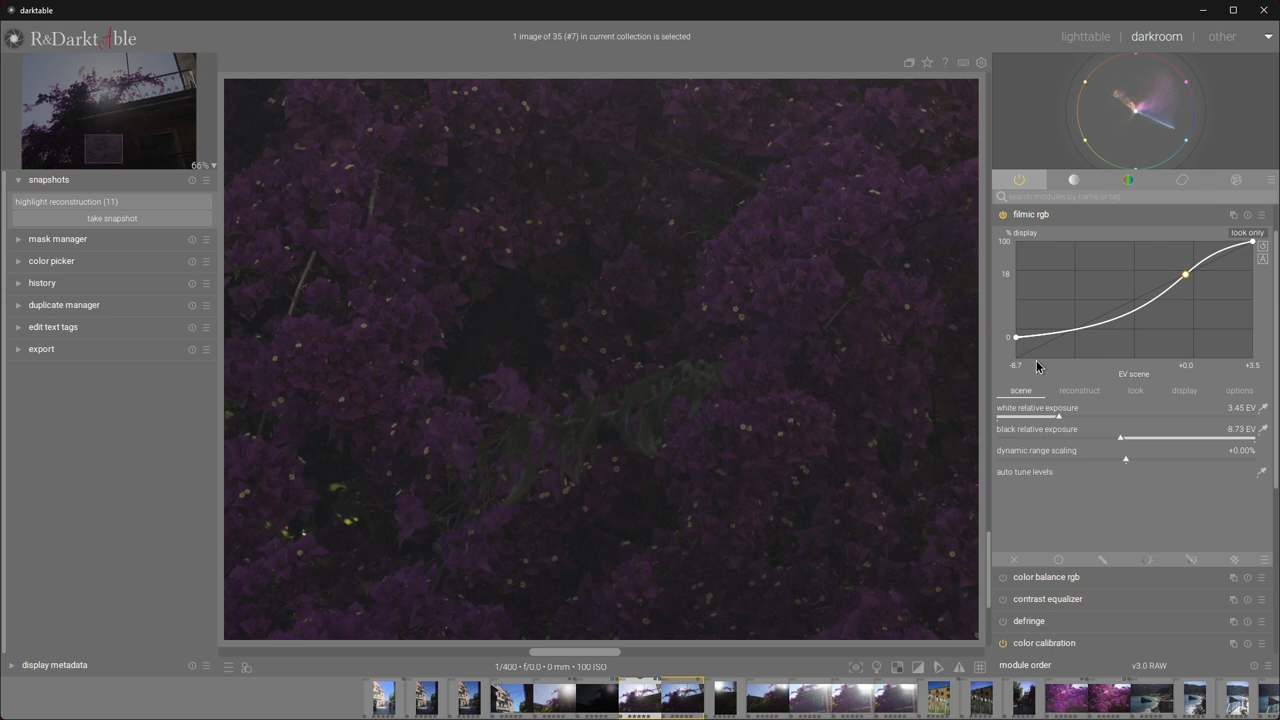 darktable
R&Darktable
1 image of 35 (#7) in current collection is selected
lighttable | darkroom | other
66%
snapshots
highlight reconstruction (11)
take snapshot
mask manager
color picker
history
duplicate manager
edit text tags
export
display metadata
1/400 • f/0.0 • 0 mm • 100 ISO
search modules by name or tag
filmic rgb
% display
look only
100
18
0
-8.7
+0.0
+3.5
EV scene
scene reconstruct look display options
white relative exposure 3.45 EV
black relative exposure -8.73 EV
dynamic range scaling +0.00%
auto tune levels
color balance rgb
contrast equalizer
defringe
color calibration
module order v3.0 RAW